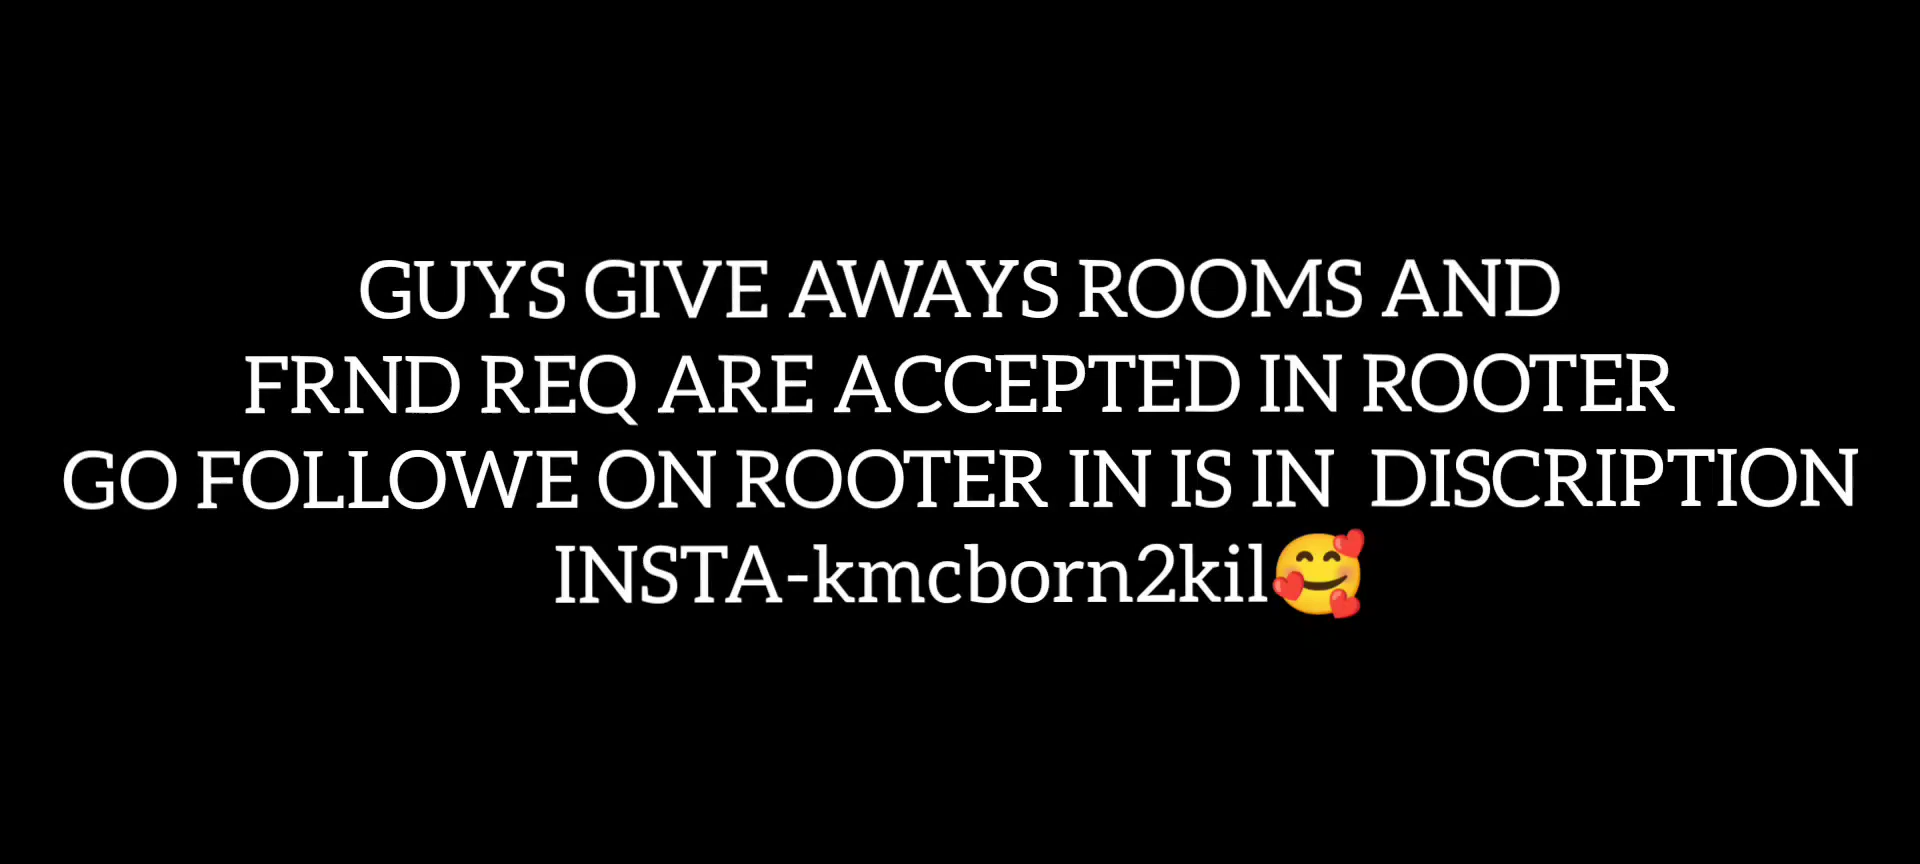 GUYS GIVE AWAYS ROOMS AND
FRND REQ ARE ACCEPTED IN ROOTER
GO FOLLOWE ON ROOTER IN IS IN  DISCRIPTION
INSTA-kmcborn2kil🥰